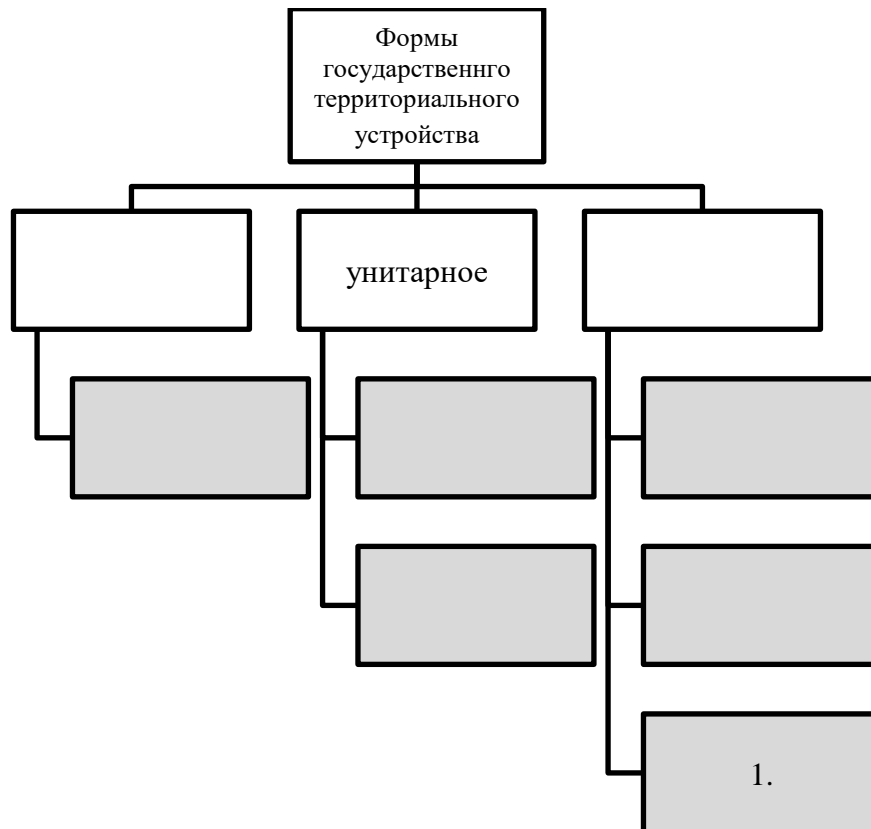 Формы
государственнго
территориального
устройства
унитарное
1.